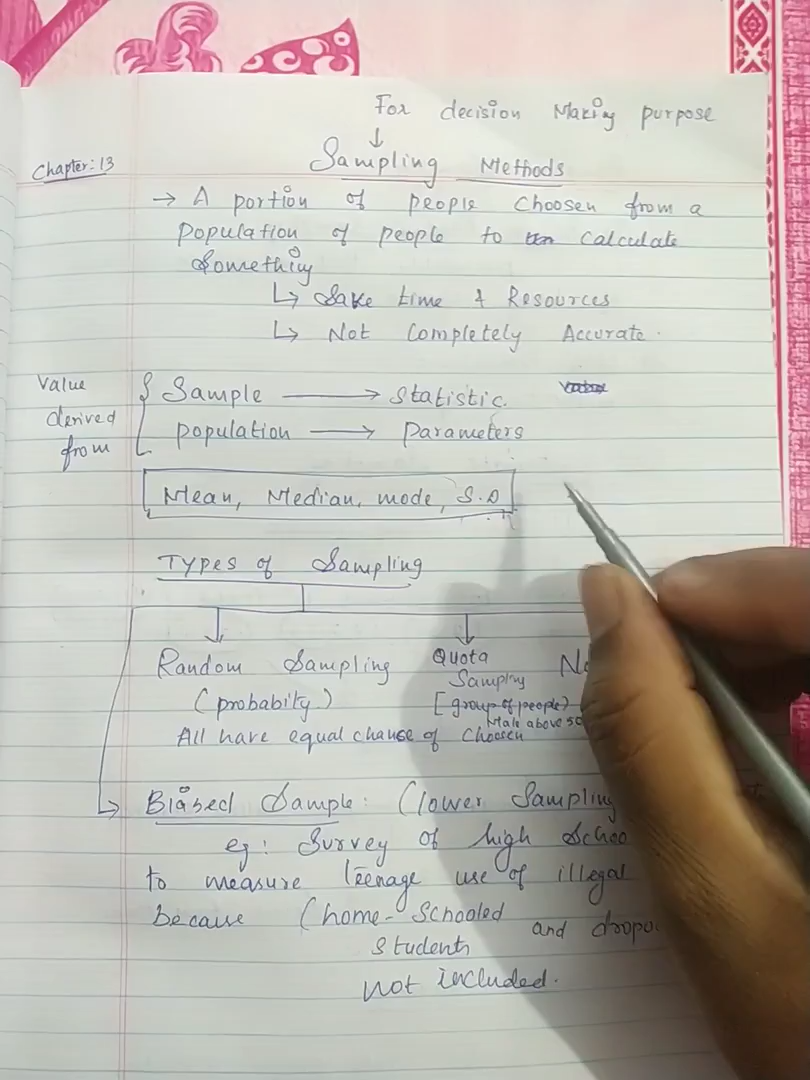 For decision Making purpose
↓
Chapter: 13
Sampling Methods
→ A portion of people Choosen from a
population of people to calculate
Something
↳ Save time & Resources
↳ Not Completely Accurate.
Value derived from
Sample → Statistic.
population → parameters
Mean, Median, mode, S.D
Types of Sampling
Random Sampling
(probabity)
All have equal chance of Choosen
Quota
Sampling
[group of people)
Male above 50
Biased Sample: (lower Sampling
eg: Survey of high
to measure teenage use of illegal
because (home-schooled and
students
not included.